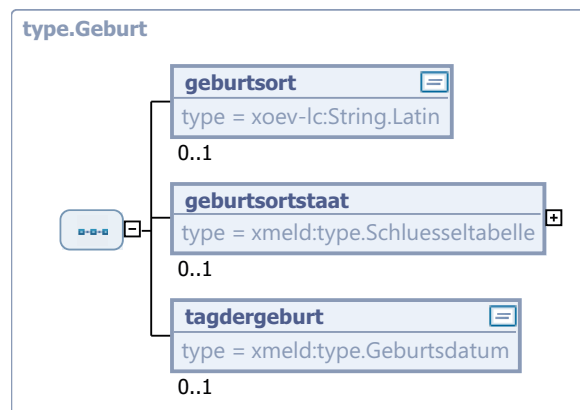 type.Geburt
geburtsort
type = xoev-lc:String.Latin
0..1
geburtsortstaat
type = xmeld:type.Schluesseltabelle
0..1
tagdergeburt
type = xmeld:type.Geburtsdatum
0..1